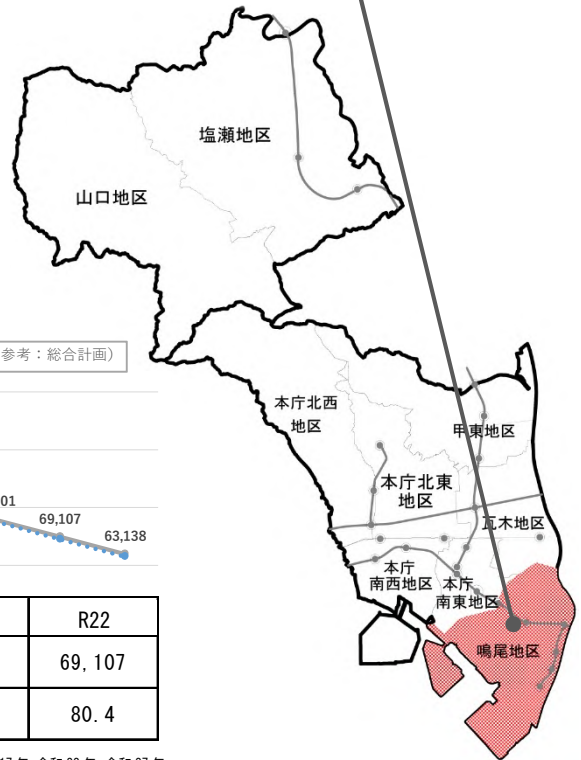 塩瀬地区
山口地区
参考：総合計画）
本庁北西
地区
甲東地区
本庁北東
地区
01
69,107
63,138
瓦木地区
本庁
南西地区
本庁
南東地区
鳴尾地区
R22
69,107
80.4